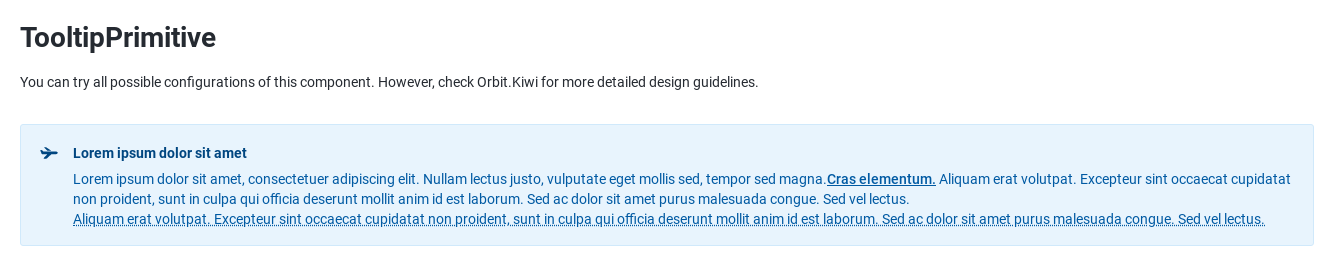 TooltipPrimitive
You can try all possible configurations of this component. However, check Orbit.Kiwi for more detailed design guidelines.
Lorem ipsum dolor sit amet
Lorem ipsum dolor sit amet, consectetuer adipiscing elit. Nullam lectus justo, vulputate eget mollis sed, tempor sed magna.Cras elementum. Aliquam erat volutpat. Excepteur sint occaecat cupidatat
non proident, sunt in culpa qui officia deserunt mollit anim id est laborum. Sed ac dolor sit amet purus malesuada congue. Sed vel lectus.
Aliquam erat volutpat. Excepteur sint occaecat cupidatat non proident, sunt in culpa qui officia deserunt mollit anim id est laborum. Sed ac dolor sit amet purus malesuada congue. Sed vel lectus.